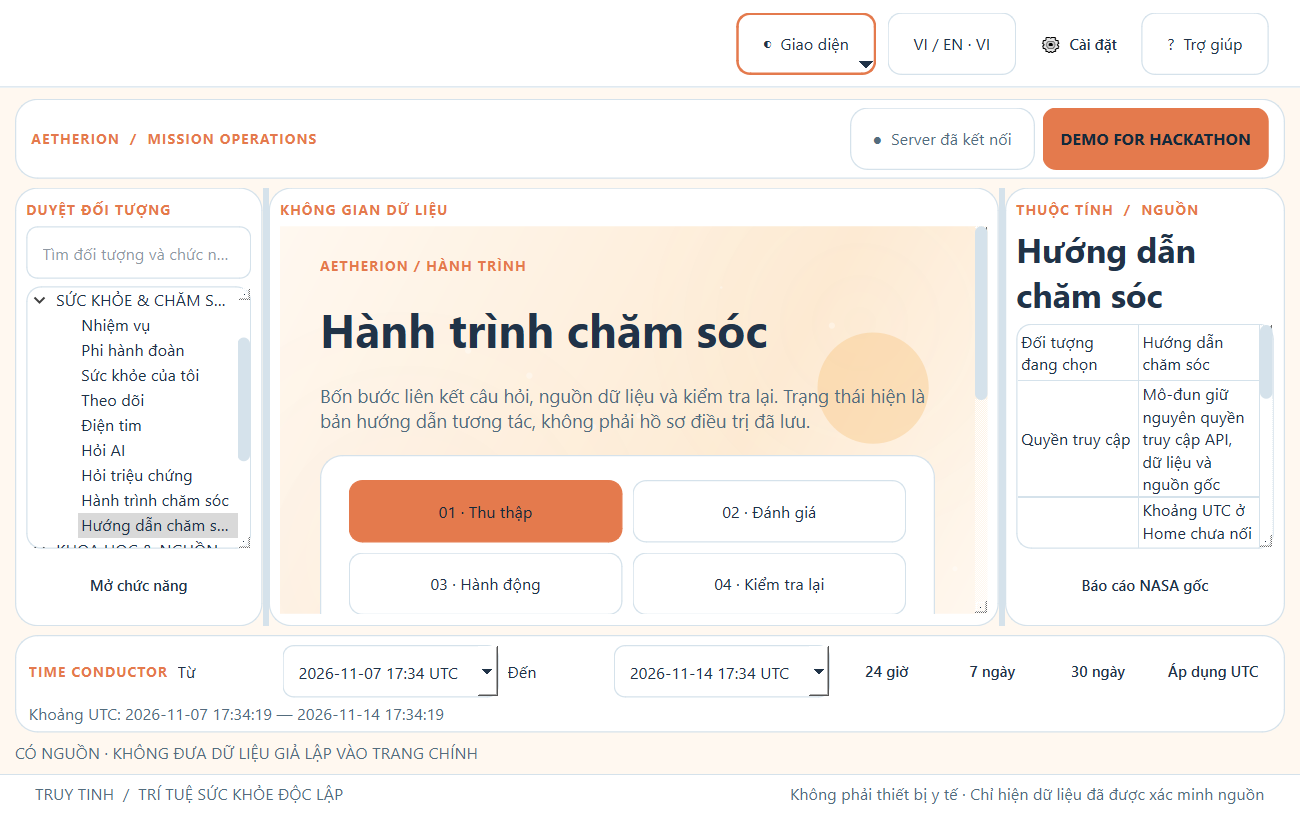 Giao diện
VI / EN · VI
Cài đặt
? Trợ giúp
AETHERION / MISSION OPERATIONS
● Server đã kết nối
DEMO FOR HACKATHON
DUYỆT ĐỐI TƯỢNG
Tìm đối tượng và chức n...
SỨC KHỎE & CHĂM S...
Nhiệm vụ
Phi hành đoàn
Sức khỏe của tôi
Theo dõi
Điện tim
Hỏi AI
Hỏi triệu chứng
Hành trình chăm sóc
Hướng dẫn chăm s...
KHOA HỌC & NGUỒN
Mở chức năng
KHÔNG GIAN DỮ LIỆU
AETHERION / HÀNH TRÌNH
Hành trình chăm sóc
Bốn bước liên kết câu hỏi, nguồn dữ liệu và kiểm tra lại. Trạng thái hiện là
bản hướng dẫn tương tác, không phải hồ sơ điều trị đã lưu.
01 · Thu thập
02 · Đánh giá
03 · Hành động
04 · Kiểm tra lại
THUỘC TÍNH / NGUỒN
Hướng dẫn
chăm sóc
Đối tượng
đang chọn
Hướng dẫn
chăm sóc
Quyền truy cập
Mô-đun giữ
nguyên quyền
truy cập API,
dữ liệu và
nguồn gốc
Khoảng UTC ở
Home chưa nối
Báo cáo NASA gốc
TIME CONDUCTOR Từ
2026-11-07 17:34 UTC
Đến
2026-11-14 17:34 UTC
24 giờ
7 ngày
30 ngày
Áp dụng UTC
Khoảng UTC: 2026-11-07 17:34:19 — 2026-11-14 17:34:19
CÓ NGUỒN · KHÔNG ĐƯA DỮ LIỆU GIẢ LẬP VÀO TRANG CHÍNH
TRUY TINH / TRÍ TUỆ SỨC KHỎE ĐỘC LẬP
Không phải thiết bị y tế · Chỉ hiện dữ liệu đã được xác minh nguồn